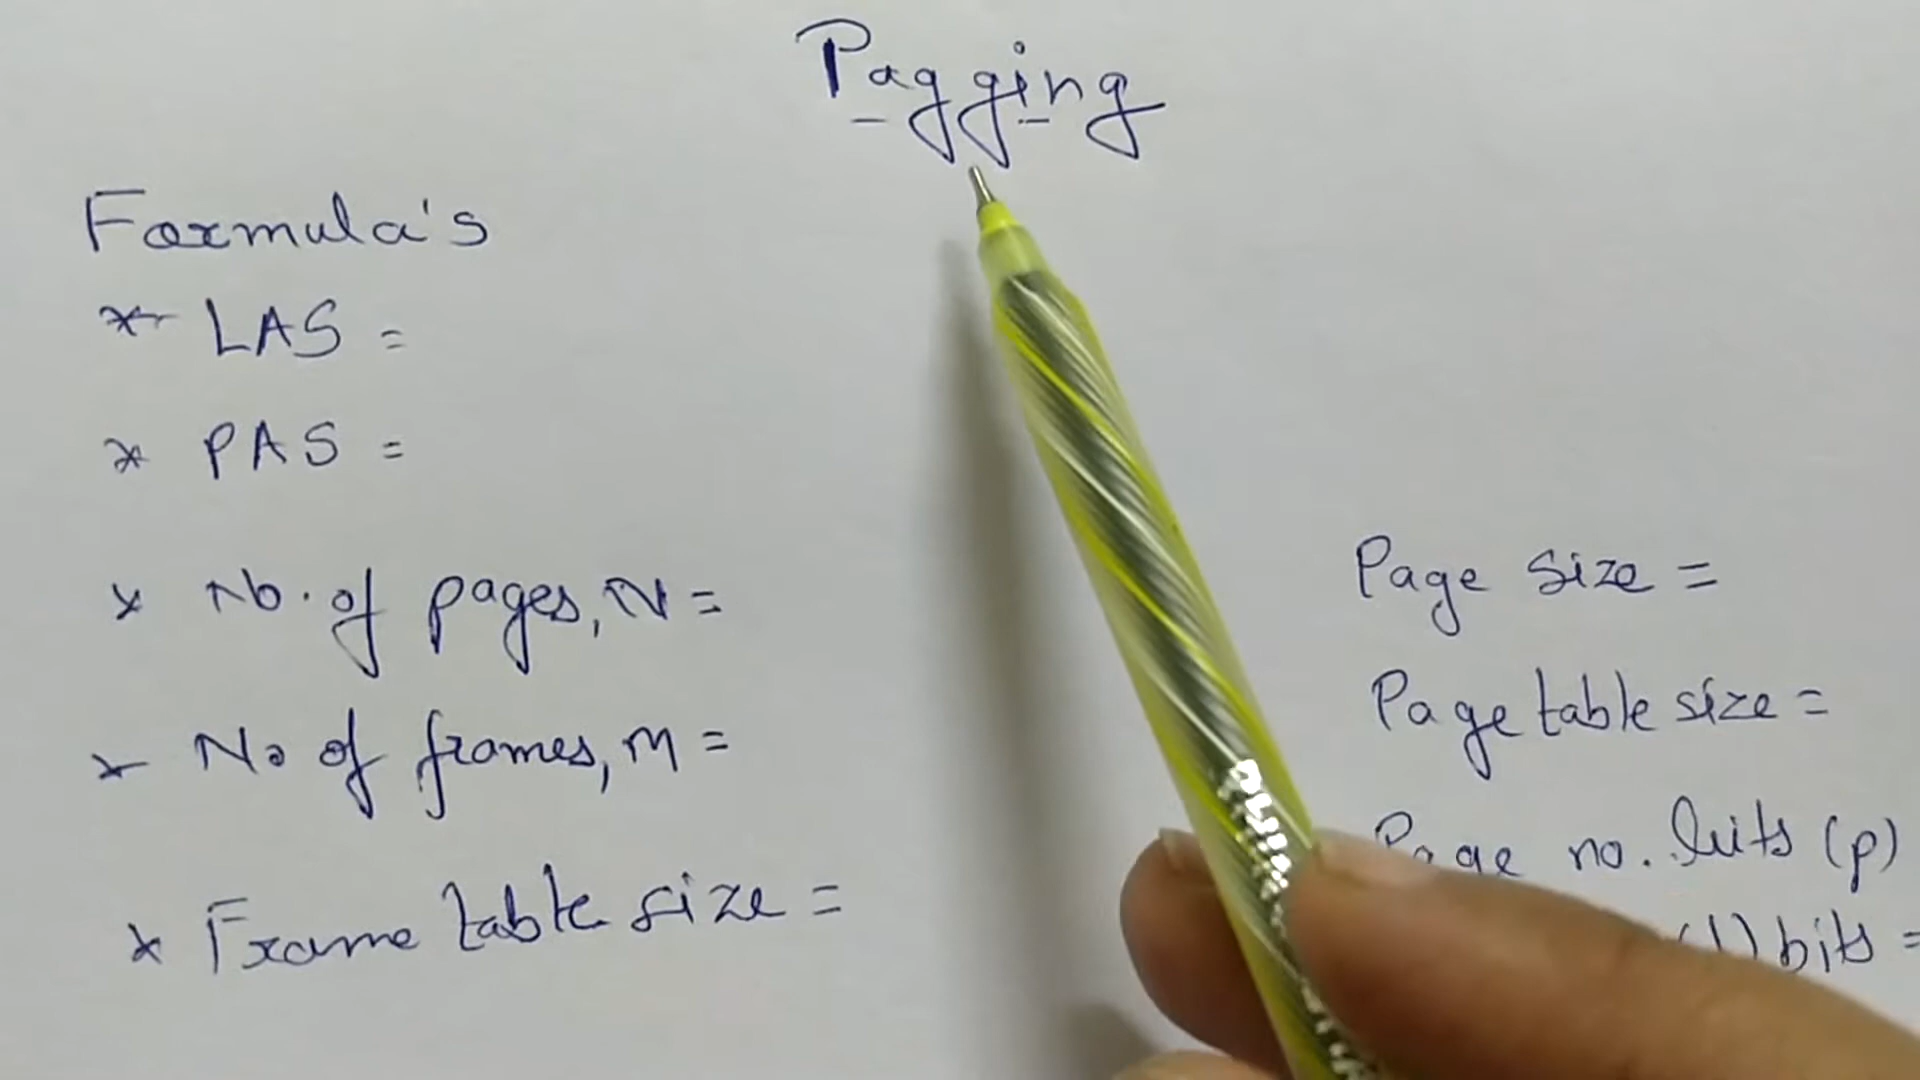 Pagging
Formula's
* LAS =
* PAS =
* No. of pages, N =
* No of frames, M =
* Frame table size =
Page size =
Page table size =
Page no. bits (p)
(d) bits =